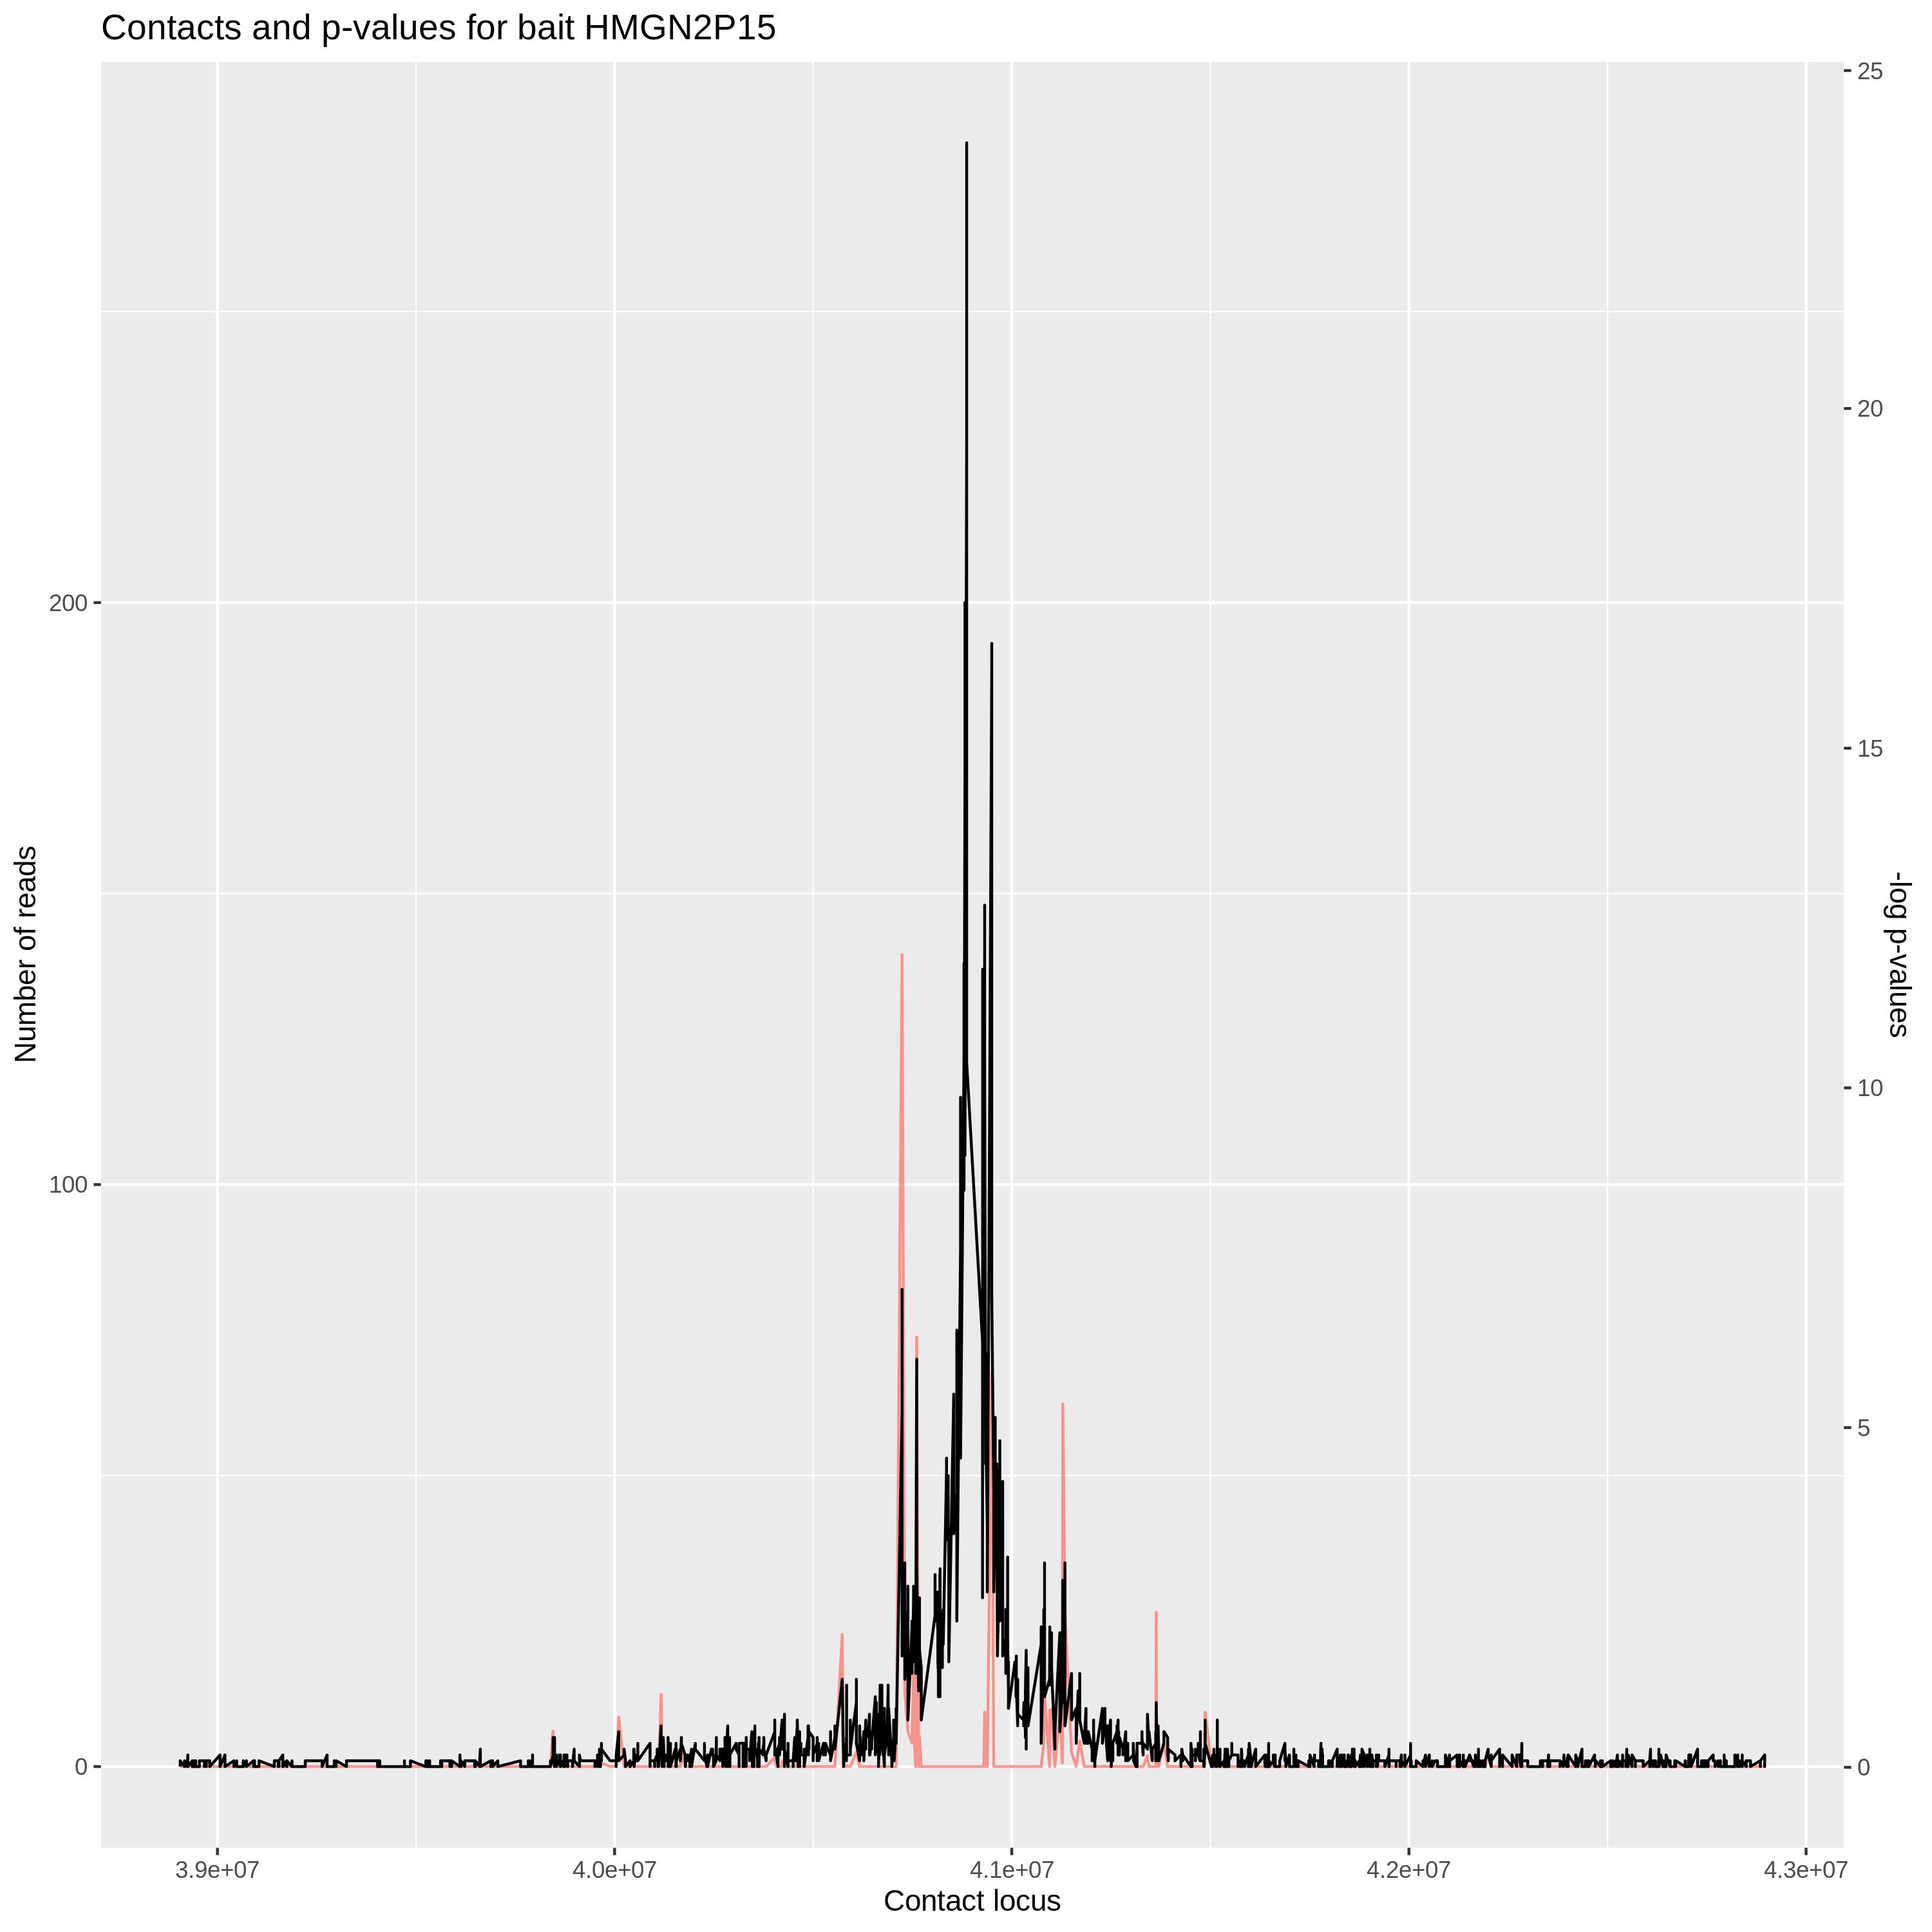 Contacts and p-values for bait HMGN2P15
25
20
200
15
Number of reads
-log p-values
10
100
5
0
0
3.9e+07
4.0e+07
4.1e+07
4.2e+07
4.3e+07
Contact locus